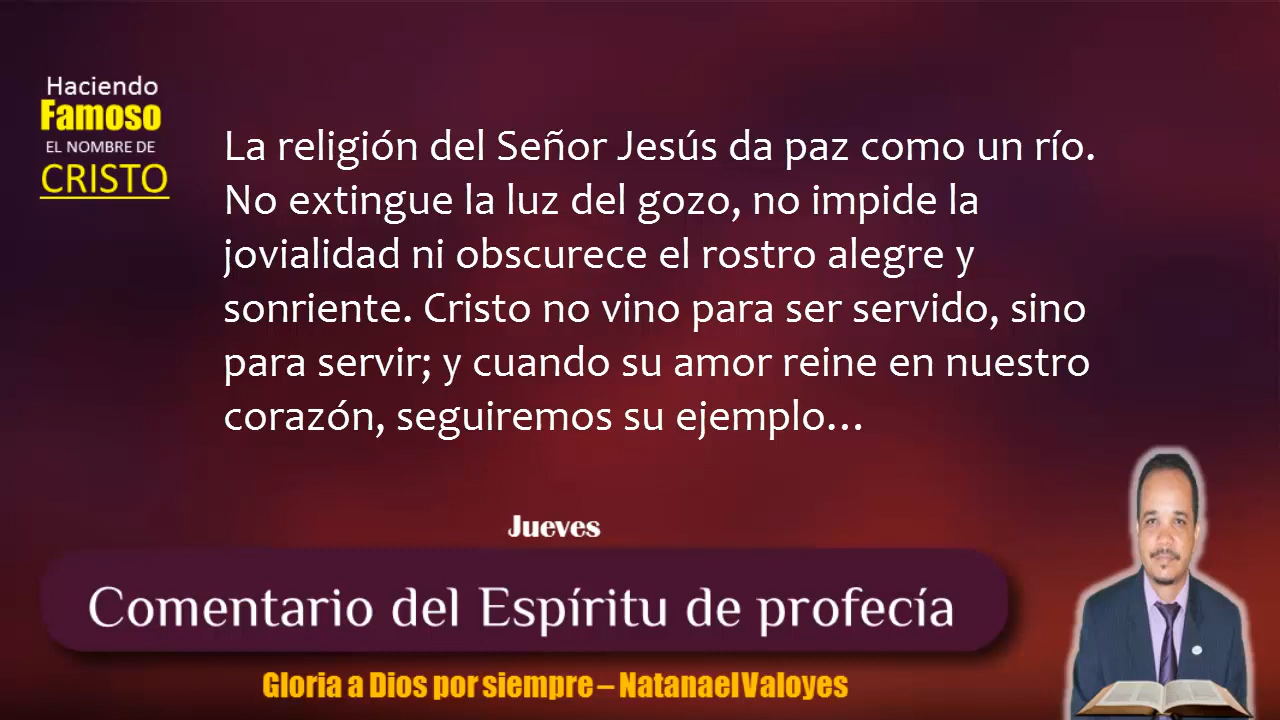 Haciendo
Famoso
EL NOMBRE DE
CRISTO
La religión del Señor Jesús da paz como un río.
No extingue la luz del gozo, no impide la
jovialidad ni obscurece el rostro alegre y
sonriente. Cristo no vino para ser servido, sino
para servir; y cuando su amor reine en nuestro
corazón, seguiremos su ejemplo…
Jueves
Comentario del Espíritu de profecía
Gloria a Dios por siempre – Natanael Valoyes